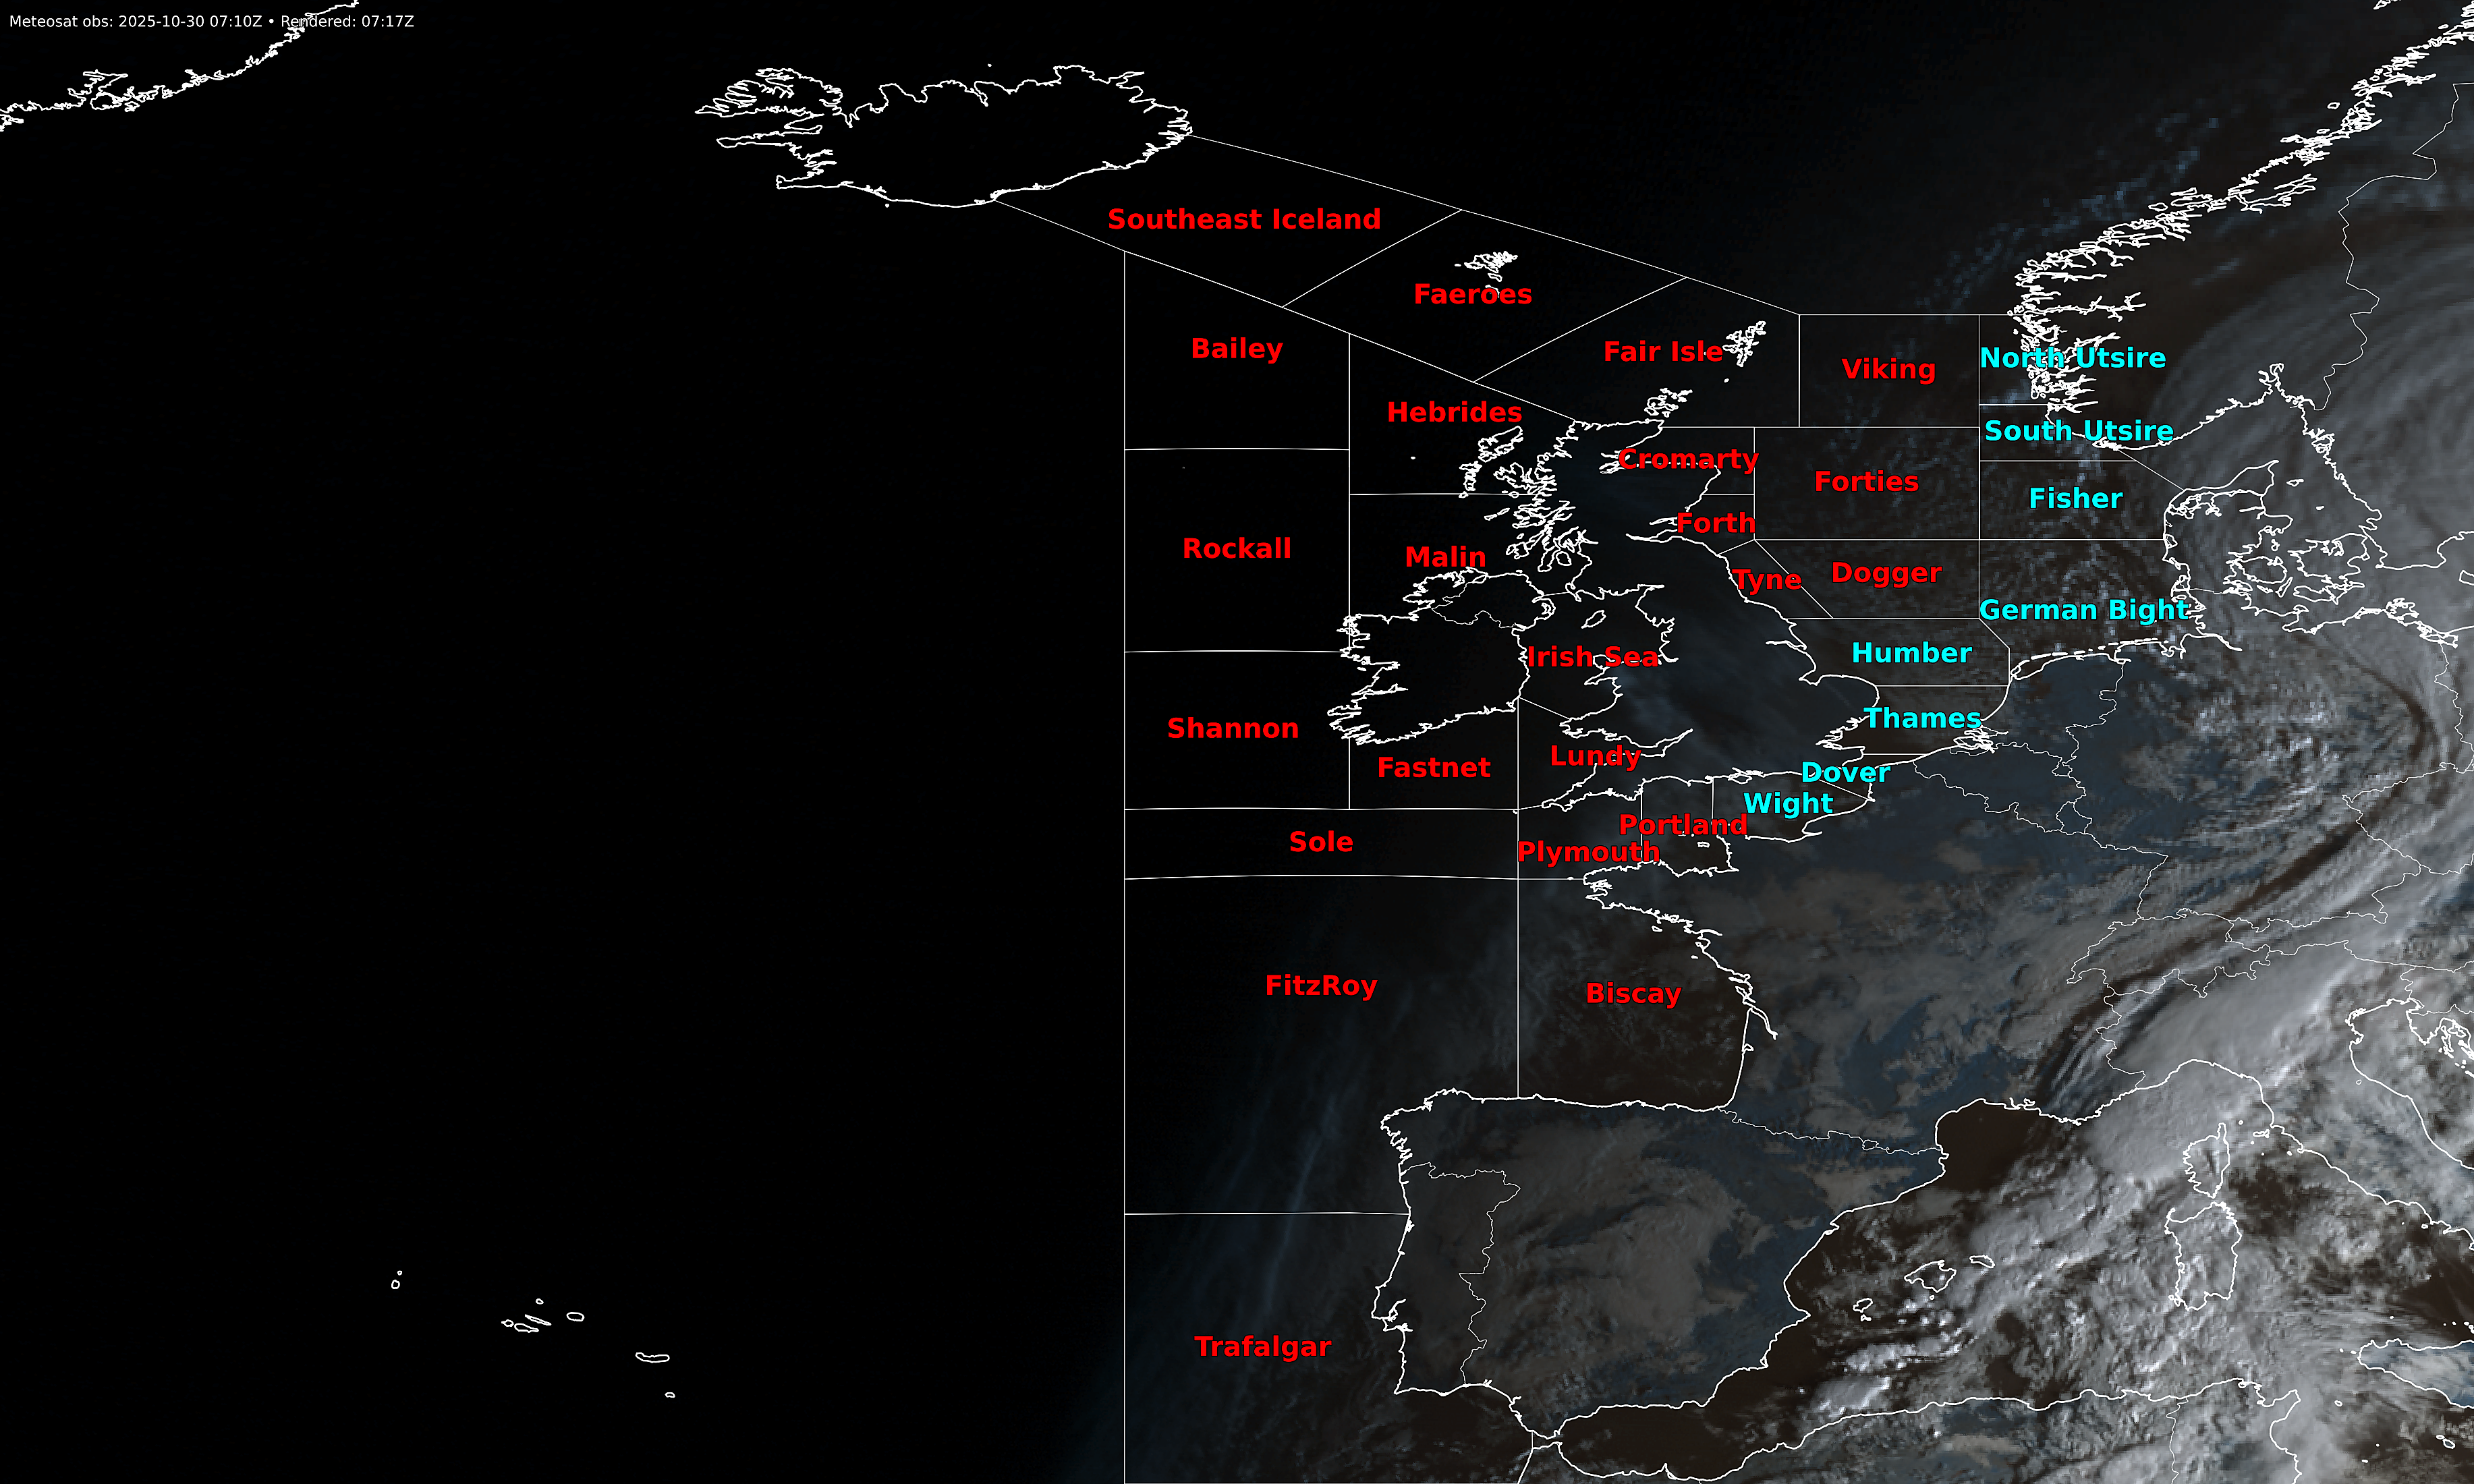 Meteosat obs: 2025-10-30 07:10Z • Rendered: 07:17Z
Southeast Iceland
Faeroes
Bailey
Fair Isle
Viking
North Utsire
Hebrides
South Utsire
Cromarty
Forties
Fisher
Forth
Rockall
Malin
Tyne
Dogger
German Bight
Irish Sea
Humber
Shannon
Thames
Fastnet
Lundy
Dover
Wight
Portland
Sole
Plymouth
FitzRoy
Biscay
Trafalgar